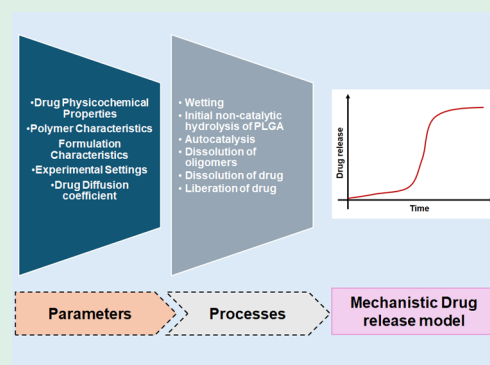 •Drug Physicochemical
Properties
•Polymer Characteristics
Formulation
Characteristics
•Experimental Settings
•Drug Diffusion
coefficient
• Wetting
• Initial non-catalytic
hydrolysis of PLGA
• Autocatalysis
• Dissolution of
oligomers
• Dissolution of drug
• Liberation of drug
Drug release
Time
Parameters
Processes
Mechanistic Drug
release model